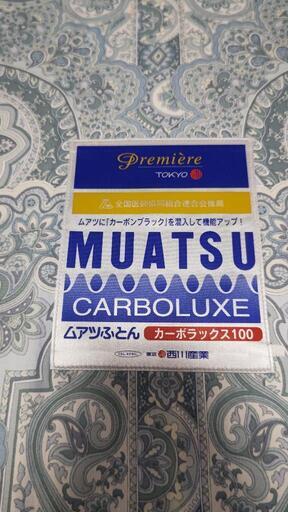 Première
TOKYO
全国医師協同組合連合会推薦
ムアツに「カーボンブラック」を混入して機能アップ!
MUATSU
CARBOLUXE
ムアツふとん カーボラックス100
東京 西川産業